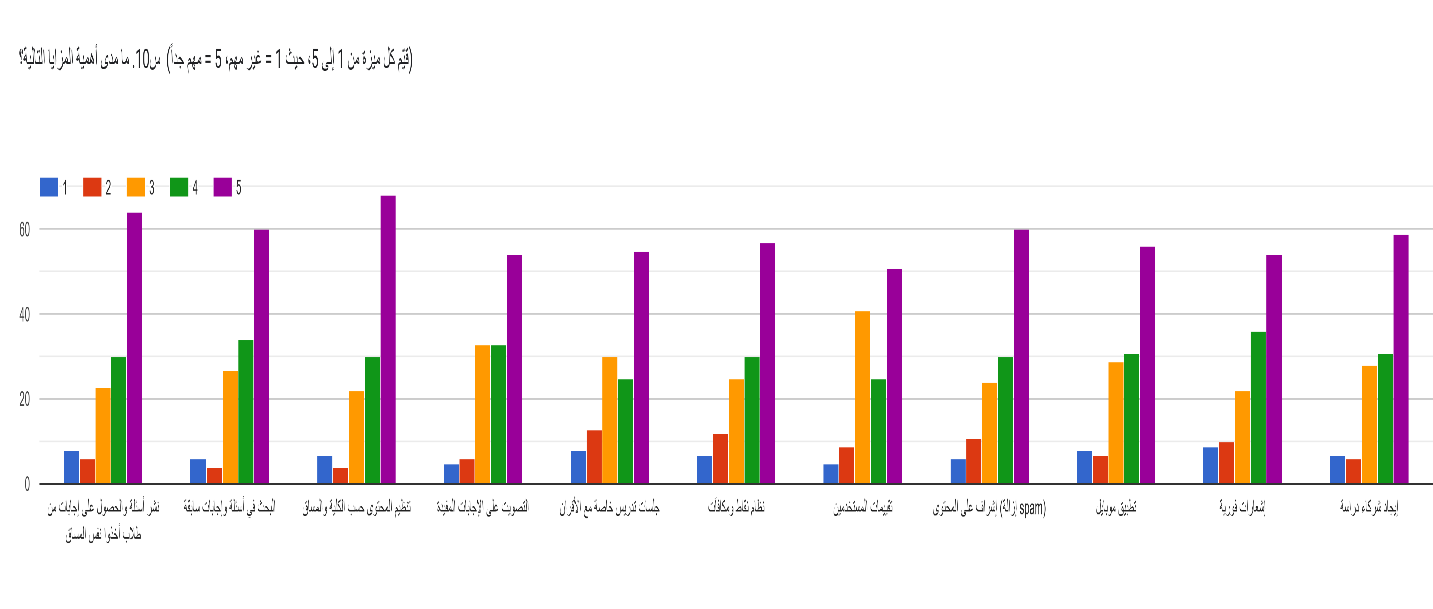 س10. ما مدى أهمية المزايا التالية؟ (قيّم كل ميزة من 1 إلى 5، حيث 1 = غير مهم، 5 = مهم جداً)
1 2 3 4 5
60
40
20
0
نشر أسئلة والحصول على إجابات من
طلاب أخذوا نفس المساق
البحث في أسئلة وإجابات سابقة
تنظيم المحتوى حسب الكلية والمساق
التصويت على الإجابات المفيدة
جلسات تدريس خاصة مع الأقران
نظام نقاط ومكافآت
تقييمات المستخدمين
إشراف على المحتوى (إزالة spam)
تطبيق موبايل
إشعارات فورية
إيجاد شركاء دراسة